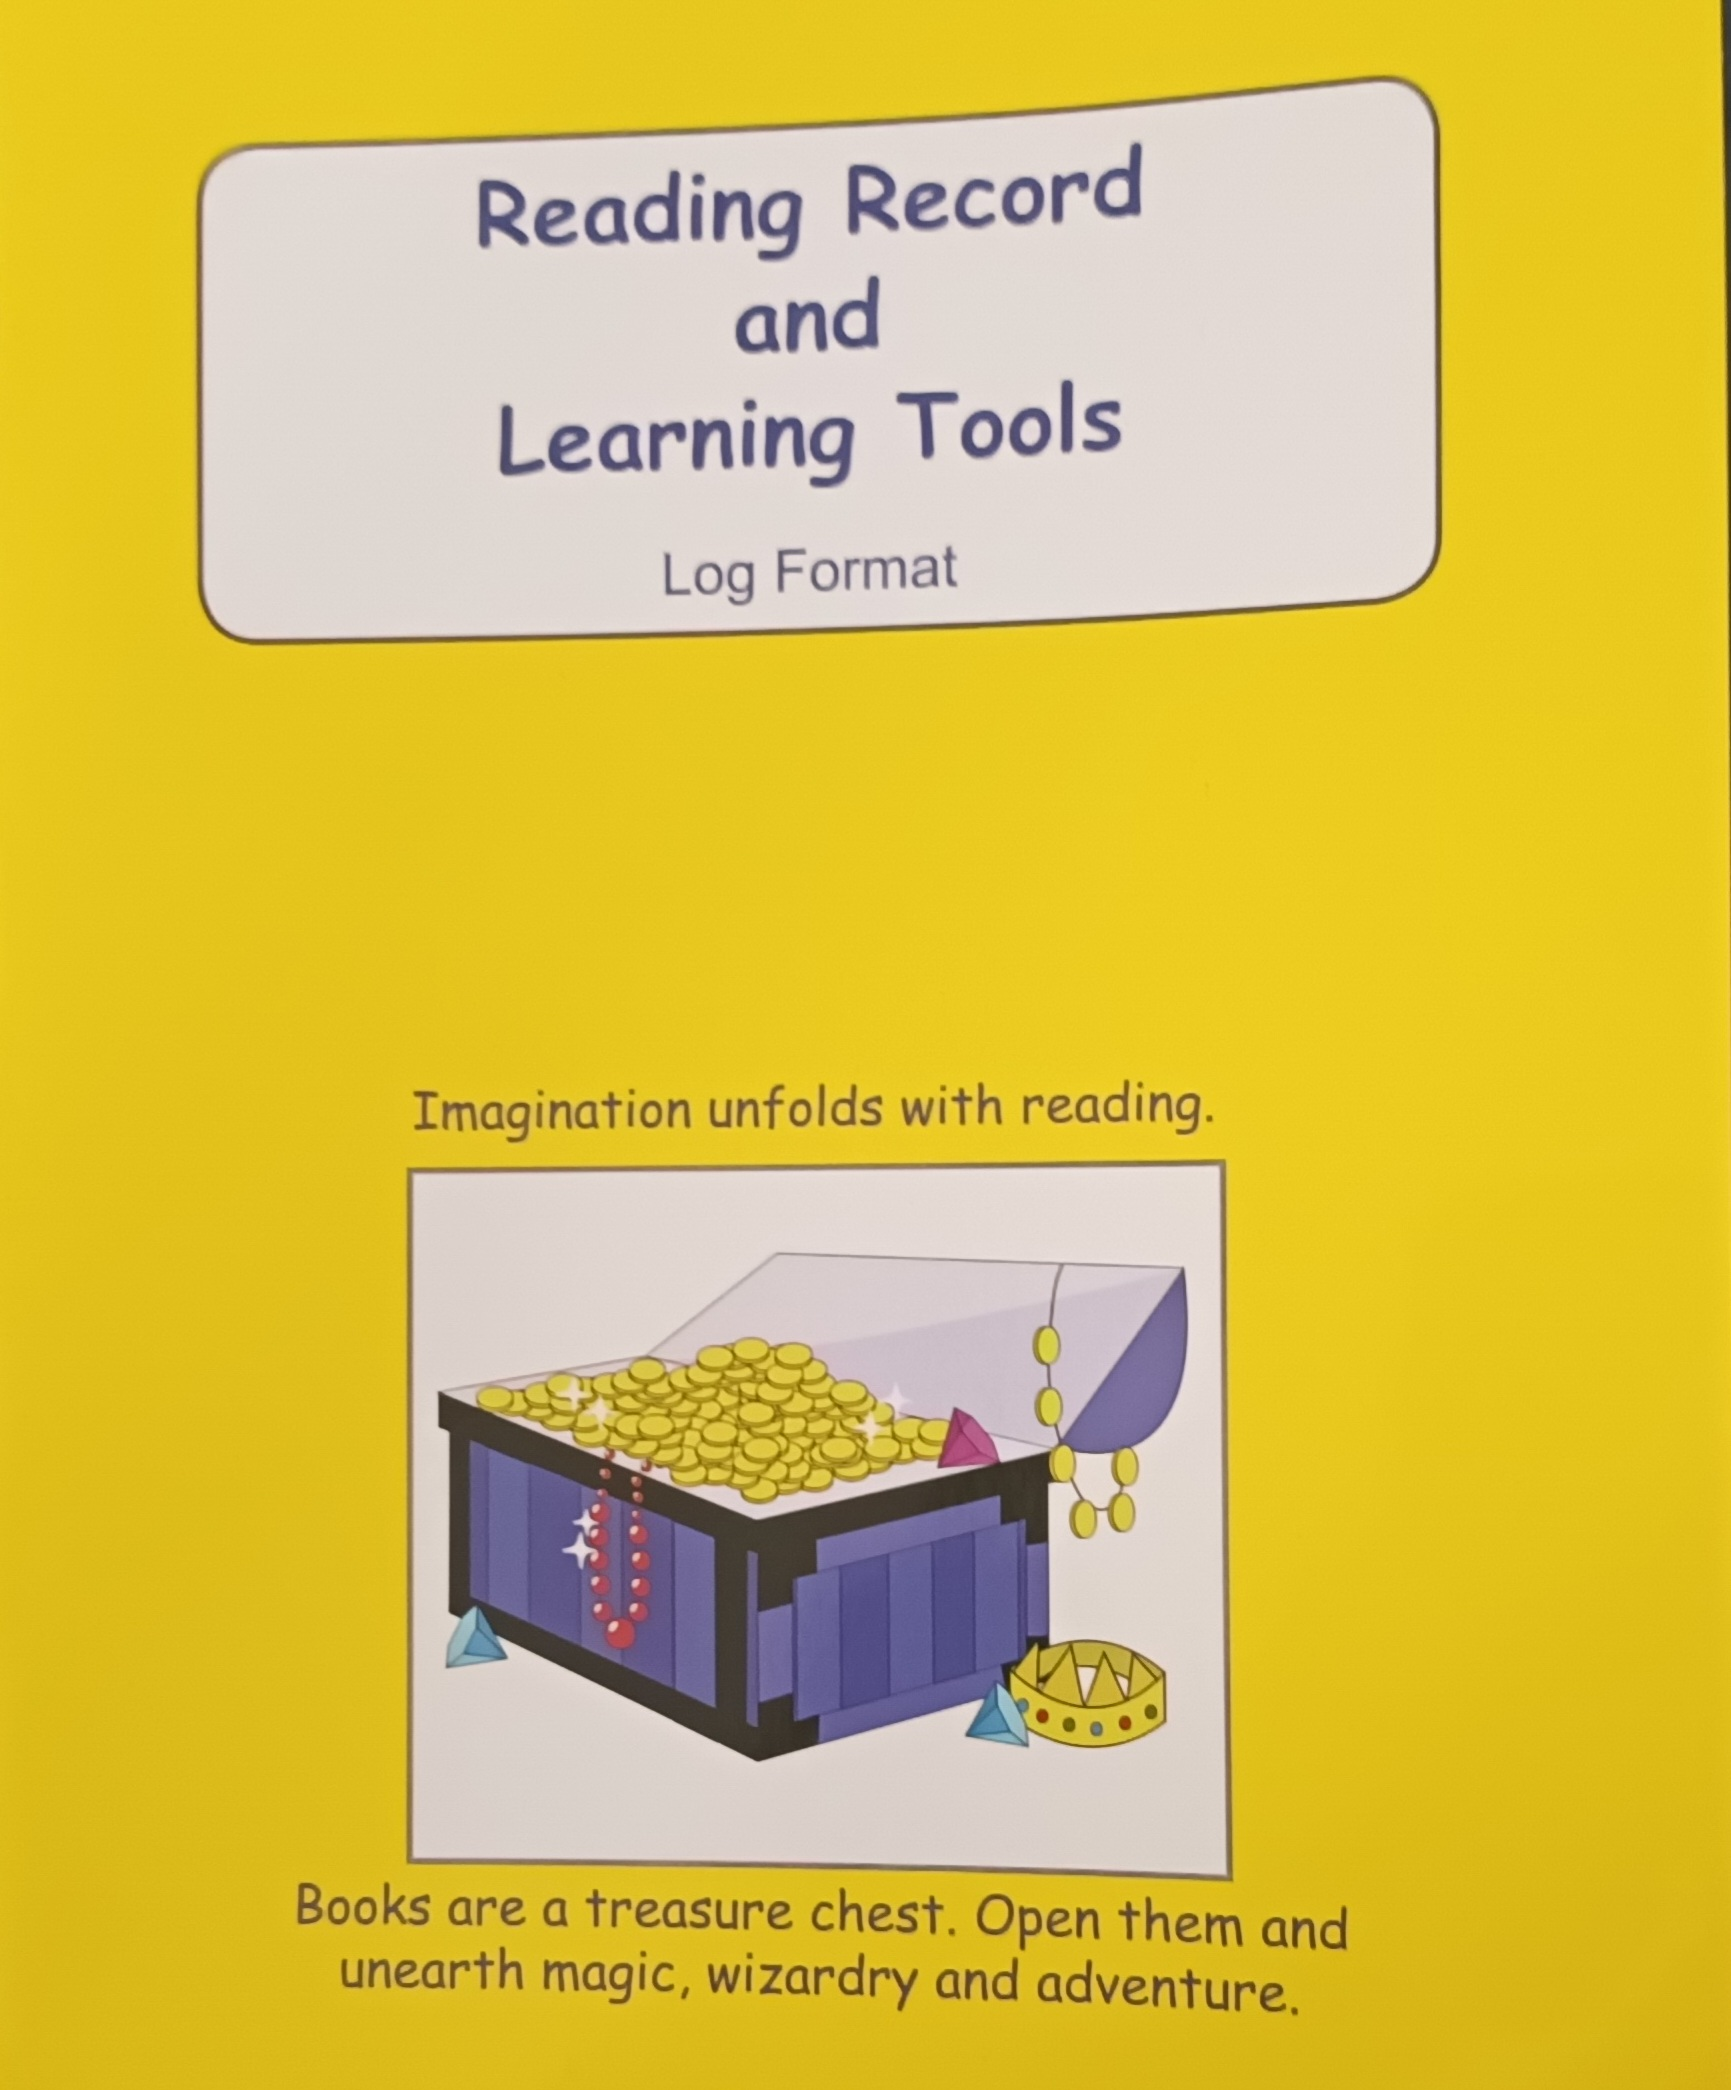 Reading Record
and
Learning Tools
Log Format
Imagination unfolds with reading.
Books are a treasure chest. Open them and
unearth magic, wizardry and adventure.